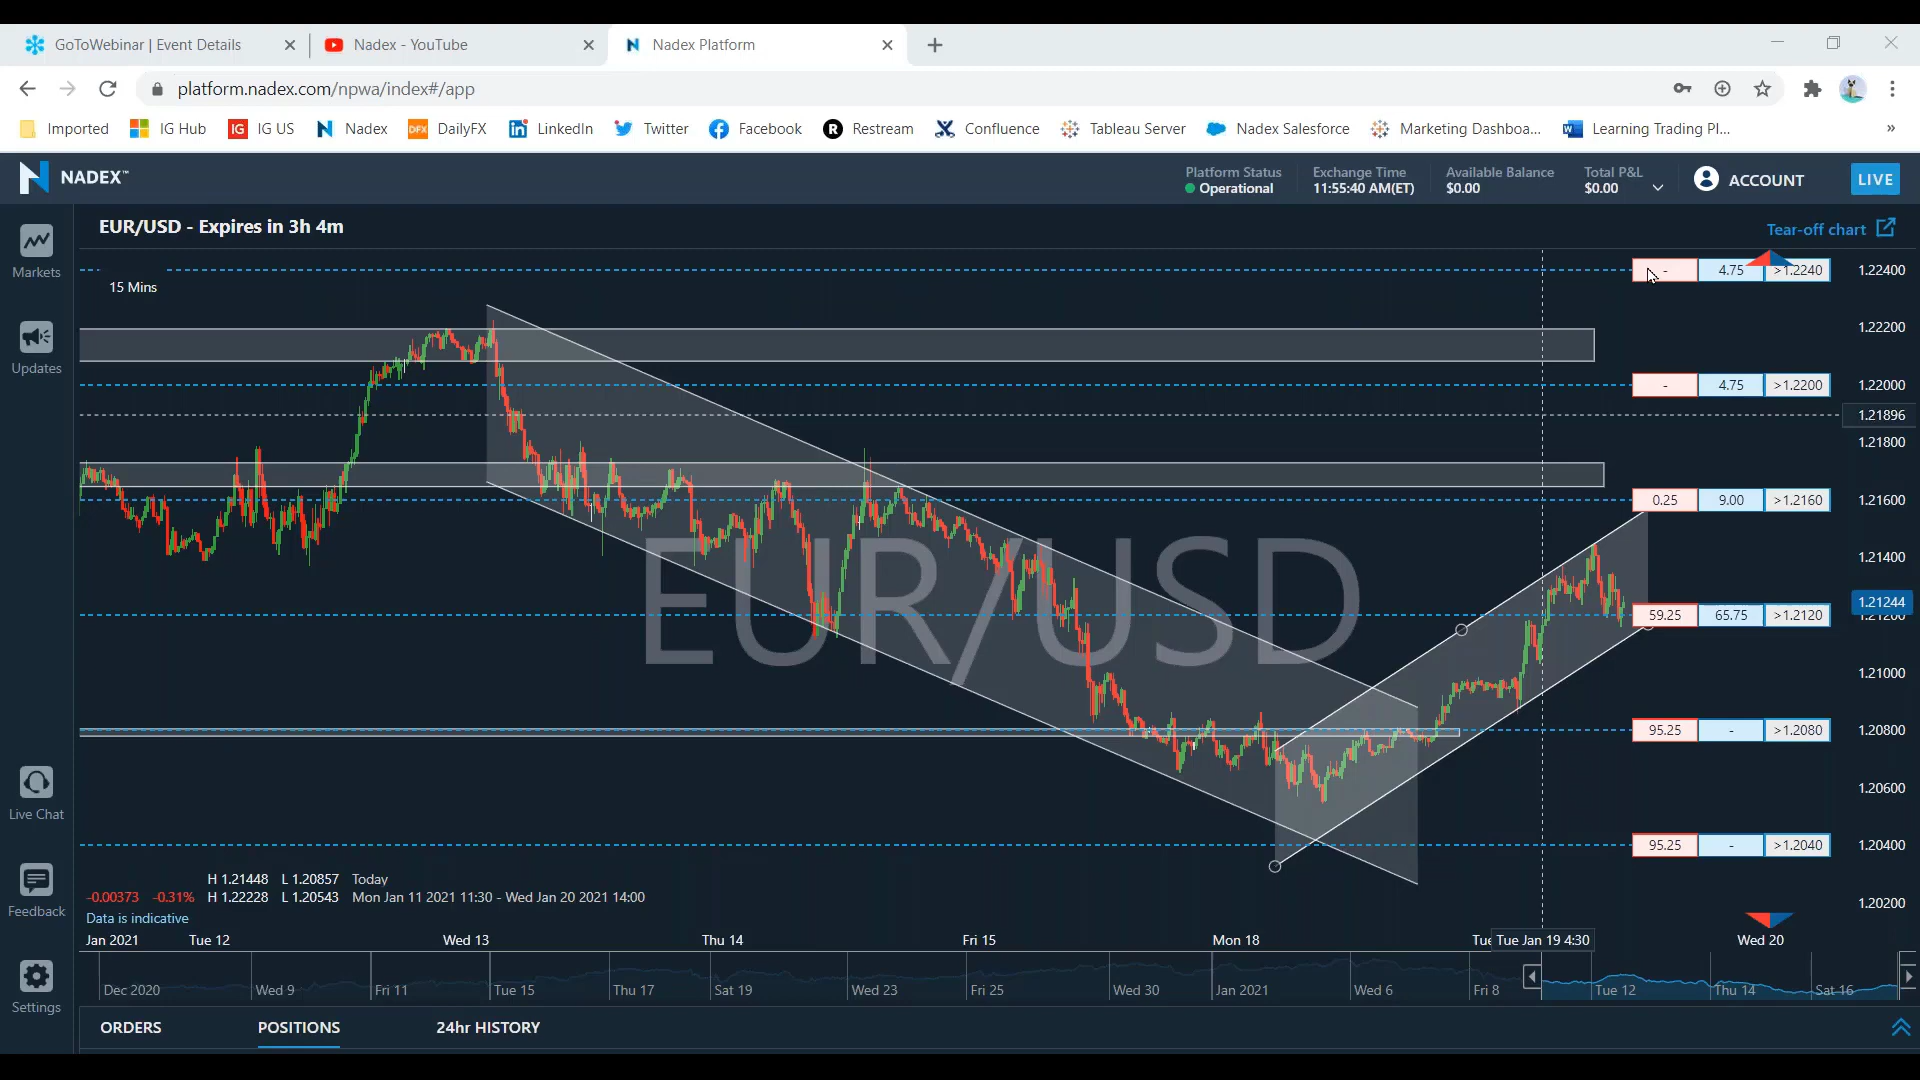 GoToWebinar | Event Details
Nadex - YouTube
Nadex Platform
platform.nadex.com/npwa/index#/app
Imported
IG Hub
IG IG US
Nadex
DFX DailyFX
LinkedIn
Twitter
Facebook
R Restream
Confluence
Tableau Server
Nadex Salesforce
Marketing Dashboa...
Learning Trading Pl...
»
NADEX™
Platform Status
Operational
Exchange Time
11:55:40 AM(ET)
Available Balance
$0.00
Total P&L
$0.00
ACCOUNT
LIVE
Markets
Updates
Live Chat
Feedback
Settings
EUR/USD - Expires in 3h 4m
Tear-off chart
15 Mins
EUR/USD
- 4.75 >1.2240 1.22400
1.22200
- 4.75 >1.2200 1.22000
1.21896
1.21800
0.25 9.00 >1.2160 1.21600
1.21400
1.21244
59.25 65.75 >1.2120 1.21200
1.21000
95.25 - >1.2080 1.20800
1.20600
95.25 - >1.2040 1.20400
1.20200
H 1.21448 L 1.20857 Today
-0.00373 -0.31% H 1.22228 L 1.20543 Mon Jan 11 2021 11:30 - Wed Jan 20 2021 14:00
Data is indicative
Jan 2021 Tue 12 Wed 13 Thu 14 Fri 15 Mon 18 Tue Tue Jan 19 4:30 Wed 20
Dec 2020 Wed 9 Fri 11 Tue 15 Thu 17 Sat 19 Wed 23 Fri 25 Wed 30 Jan 2021 Wed 6 Fri 8 Tue 12 Thu 14 Sat 16
ORDERS POSITIONS 24hr HISTORY